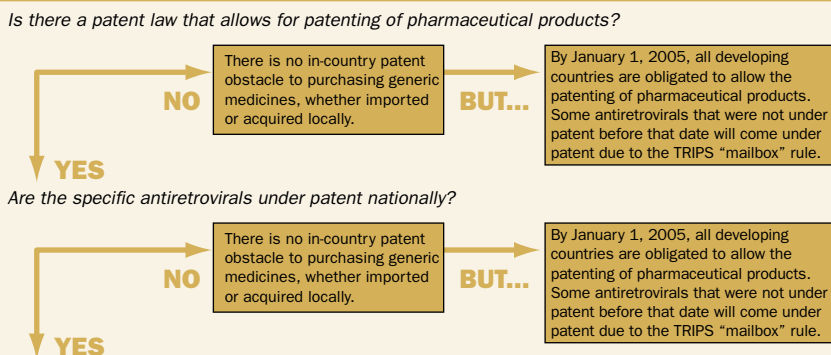 Is there a patent law that allows for patenting of pharmaceutical products?
There is no in-country patent
obstacle to purchasing generic
medicines, whether imported
or acquired locally.
NO
BUT...
By January 1, 2005, all developing
countries are obligated to allow the
patenting of pharmaceutical products.
Some antiretrovirals that were not under
patent before that date will come under
patent due to the TRIPS “mailbox” rule.
YES
Are the specific antiretrovirals under patent nationally?
There is no in-country patent
obstacle to purchasing generic
medicines, whether imported
or acquired locally.
NO
BUT...
By January 1, 2005, all developing
countries are obligated to allow the
patenting of pharmaceutical products.
Some antiretrovirals that were not under
patent before that date will come under
patent due to the TRIPS “mailbox” rule.
YES